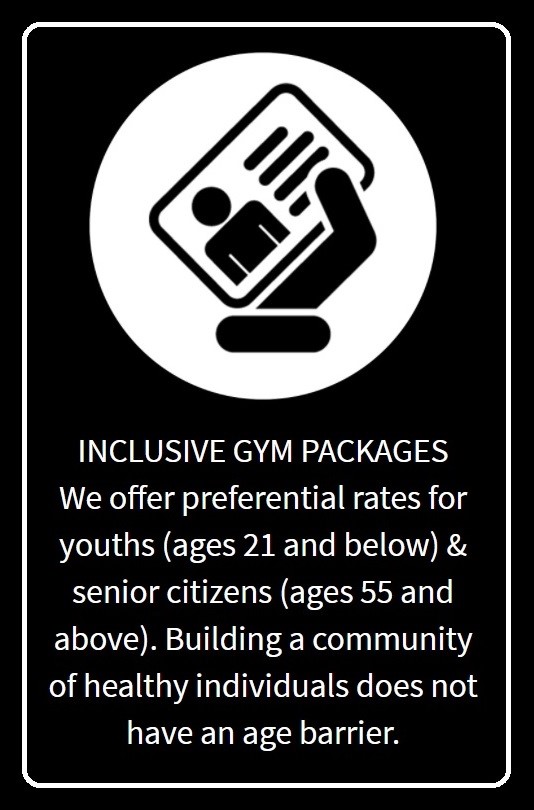 INCLUSIVE GYM PACKAGES
We offer preferential rates for
youths (ages 21 and below) &
senior citizens (ages 55 and
above). Building a community
of healthy individuals does not
have an age barrier.